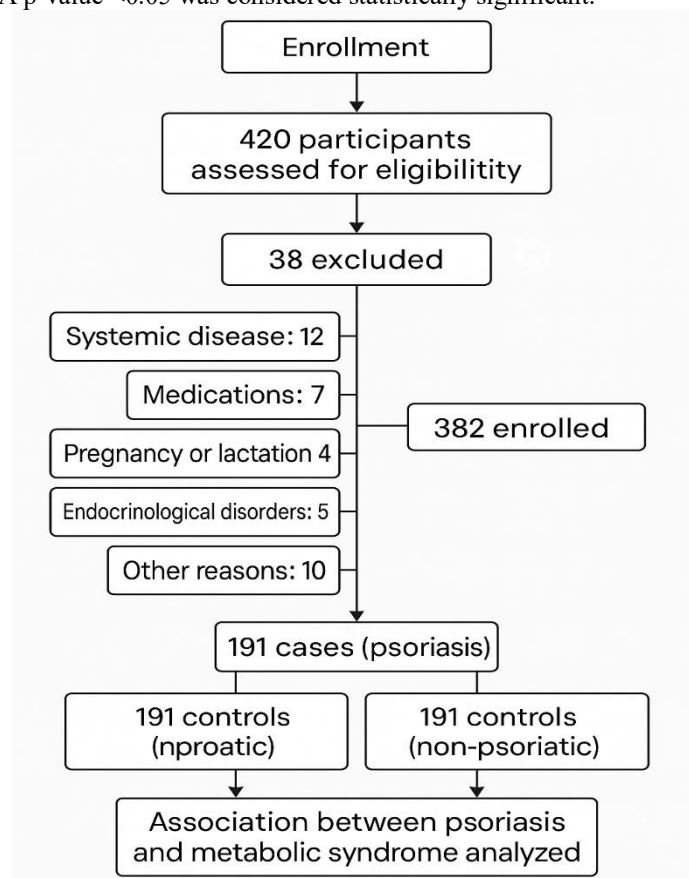 A p-value <0.05 was considered statistically significant.
Enrollment
420 participants
assessed for eligibilitity
38 excluded
Systemic disease: 12
Medications: 7
382 enrolled
Pregnancy or lactation 4
Endocrinological disorders: 5
Other reasons: 10
191 cases (psoriasis)
191 controls
(nproatic)
191 controls
(non-psoriatic)
Association between psoriasis
and metabolic syndrome analyzed